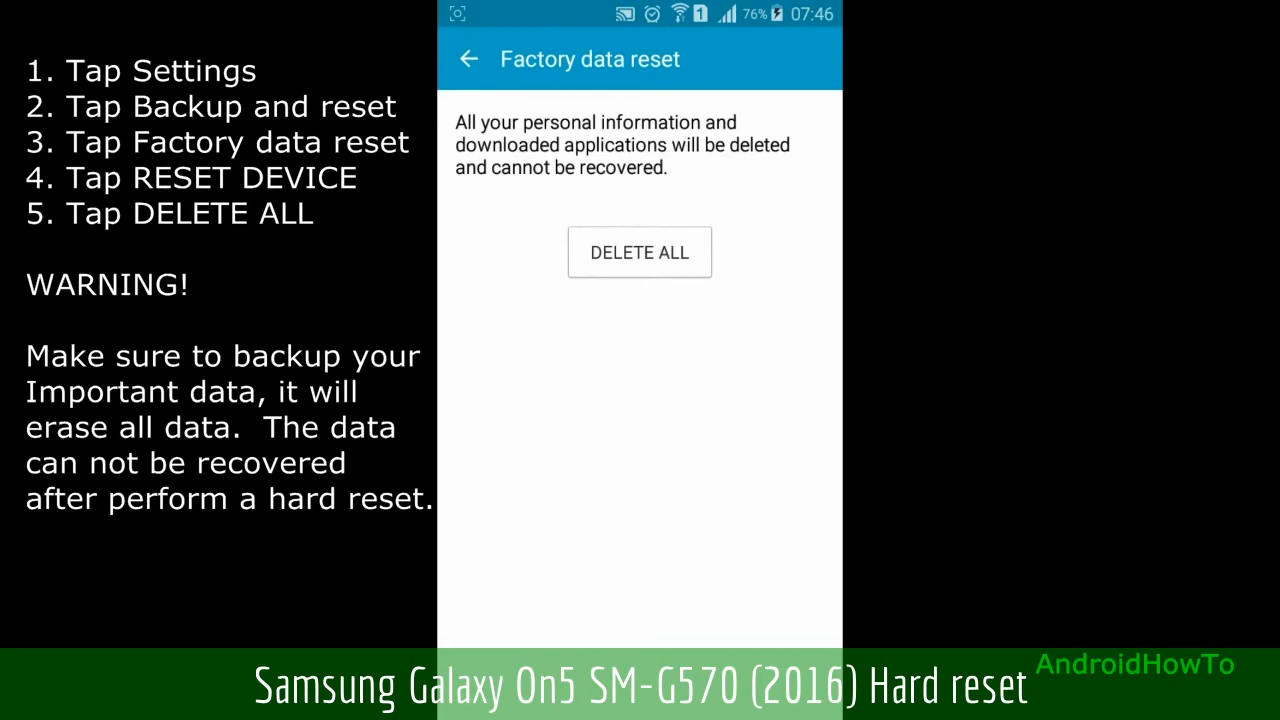 1. Tap Settings
2. Tap Backup and reset
3. Tap Factory data reset
4. Tap RESET DEVICE
5. Tap DELETE ALL
WARNING!
Make sure to backup your
Important data, it will
erase all data.  The data
can not be recovered
after perform a hard reset.
1 76% 07:46
Factory data reset
All your personal information and
downloaded applications will be deleted
and cannot be recovered.
DELETE ALL
Samsung Galaxy On5 SM-G570 (2016) Hard reset
AndroidHowTo